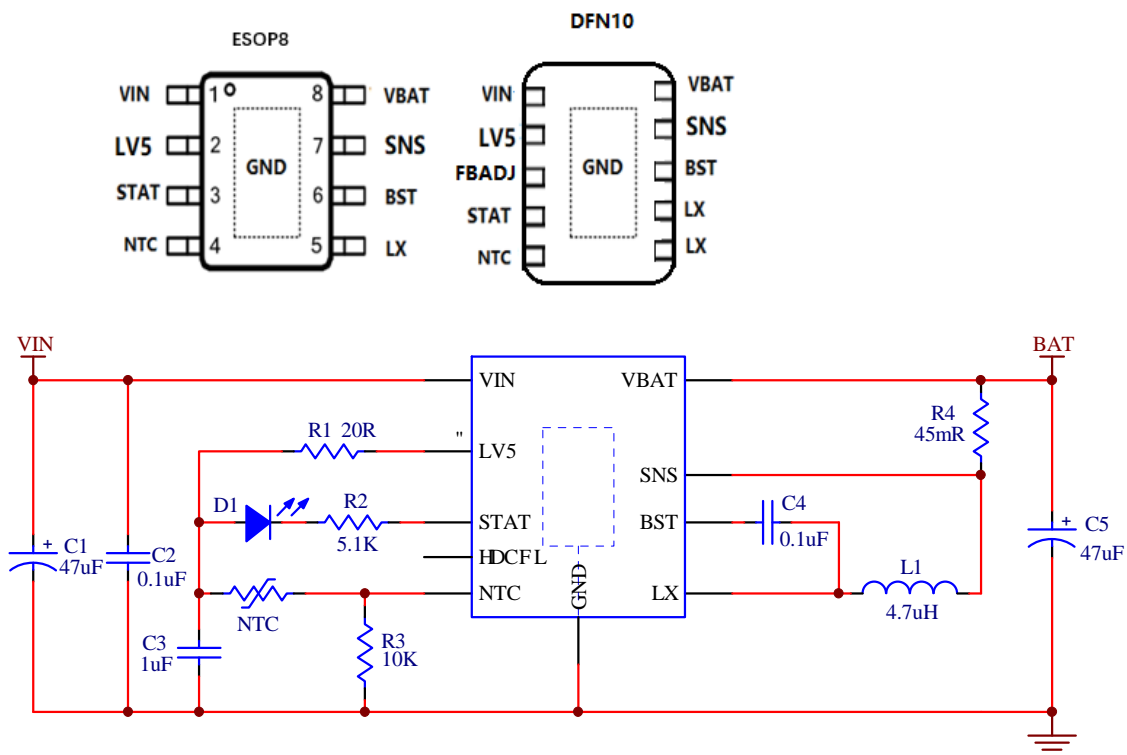 ESOP8
VIN 1 8 VBAT
LV5 2 7 SNS
GND
STAT 3 6 BST
NTC 4 5 LX
DFN10
VIN VBAT
LV5 SNS
FBADJ GND BST
STAT LX
NTC LX
VIN BAT
VIN VBAT
R1 20R " LV5
R4
45mR
SNS
D1 R2 STAT BST C4
5.1K 0.1uF
C1
47uF
C2
0.1uF
C5
47uF
NTC NTC GND LX L1
4.7uH
C3
1uF
R3
10K